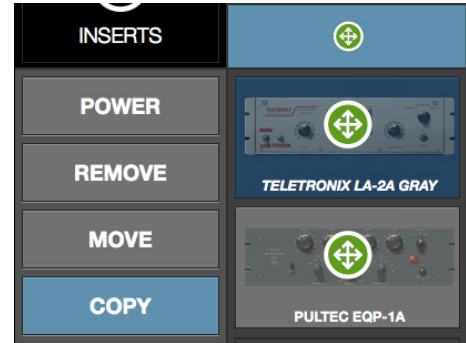 INSERTS
POWER
REMOVE
MOVE
COPY
TELETRONIX LA-2A GRAY
PULTEC EQP-1A